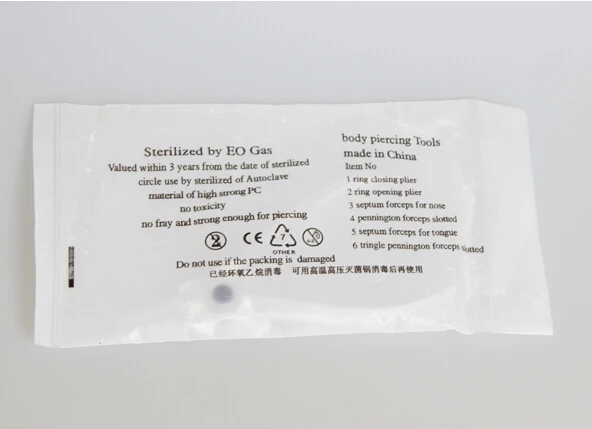 Sterilized by EO Gas
Valued within 3 years from the date of sterilized
circle use by sterilized of Autoclave
material of high strong PC
no toxicity
no fray and strong enough for piercing
2 CE 7
OTHER
Do not use if the packing is damaged
已经环氧乙烷消毒 可用高温高压灭菌锅消毒后再使用
body piercing Tools
made in China
Item No
1 ring closing plier
2 ring opening plier
3 septum forceps for nose
4 pennington forceps slotted
5 septum forceps for tongue
6 tringle pennington forceps slotted